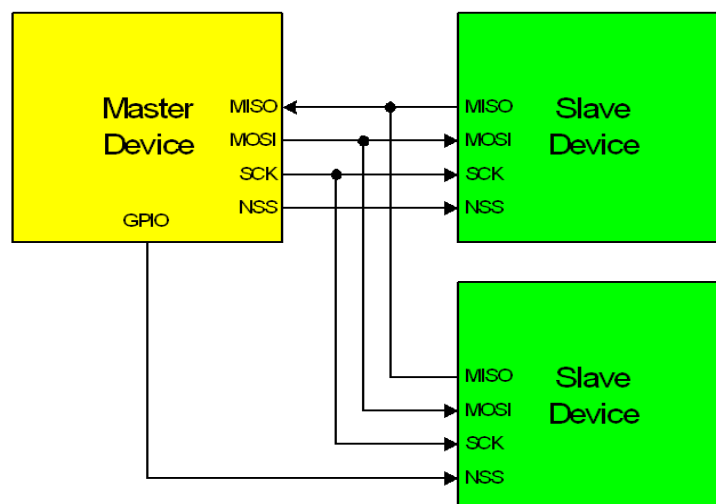 Master
Device
MISO
MOSI
SCK
NSS
GPIO
MISO
MOSI
SCK
NSS
Slave
Device
MISO
MOSI
SCK
NSS
Slave
Device